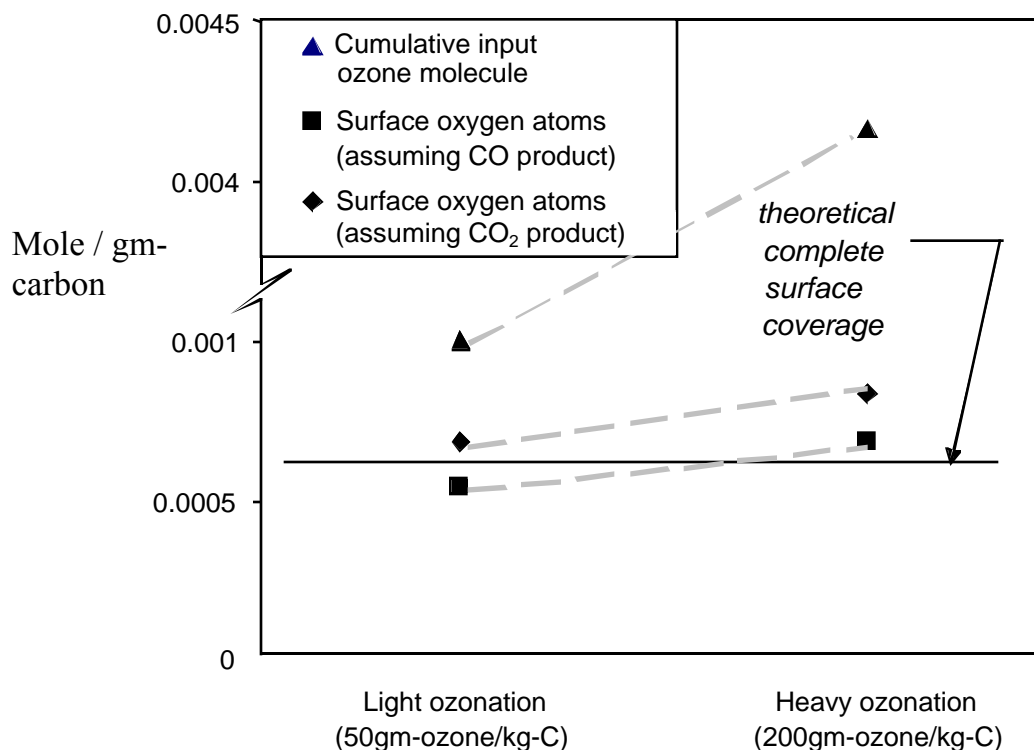 0.0045
Cumulative input
ozone molecule
Surface oxygen atoms
(assuming CO product)
0.004
Surface oxygen atoms
(assuming CO₂ product)
theoretical
complete
surface
coverage
Mole / gm-
carbon
0.001
0.0005
0
Light ozonation
(50gm-ozone/kg-C)
Heavy ozonation
(200gm-ozone/kg-C)